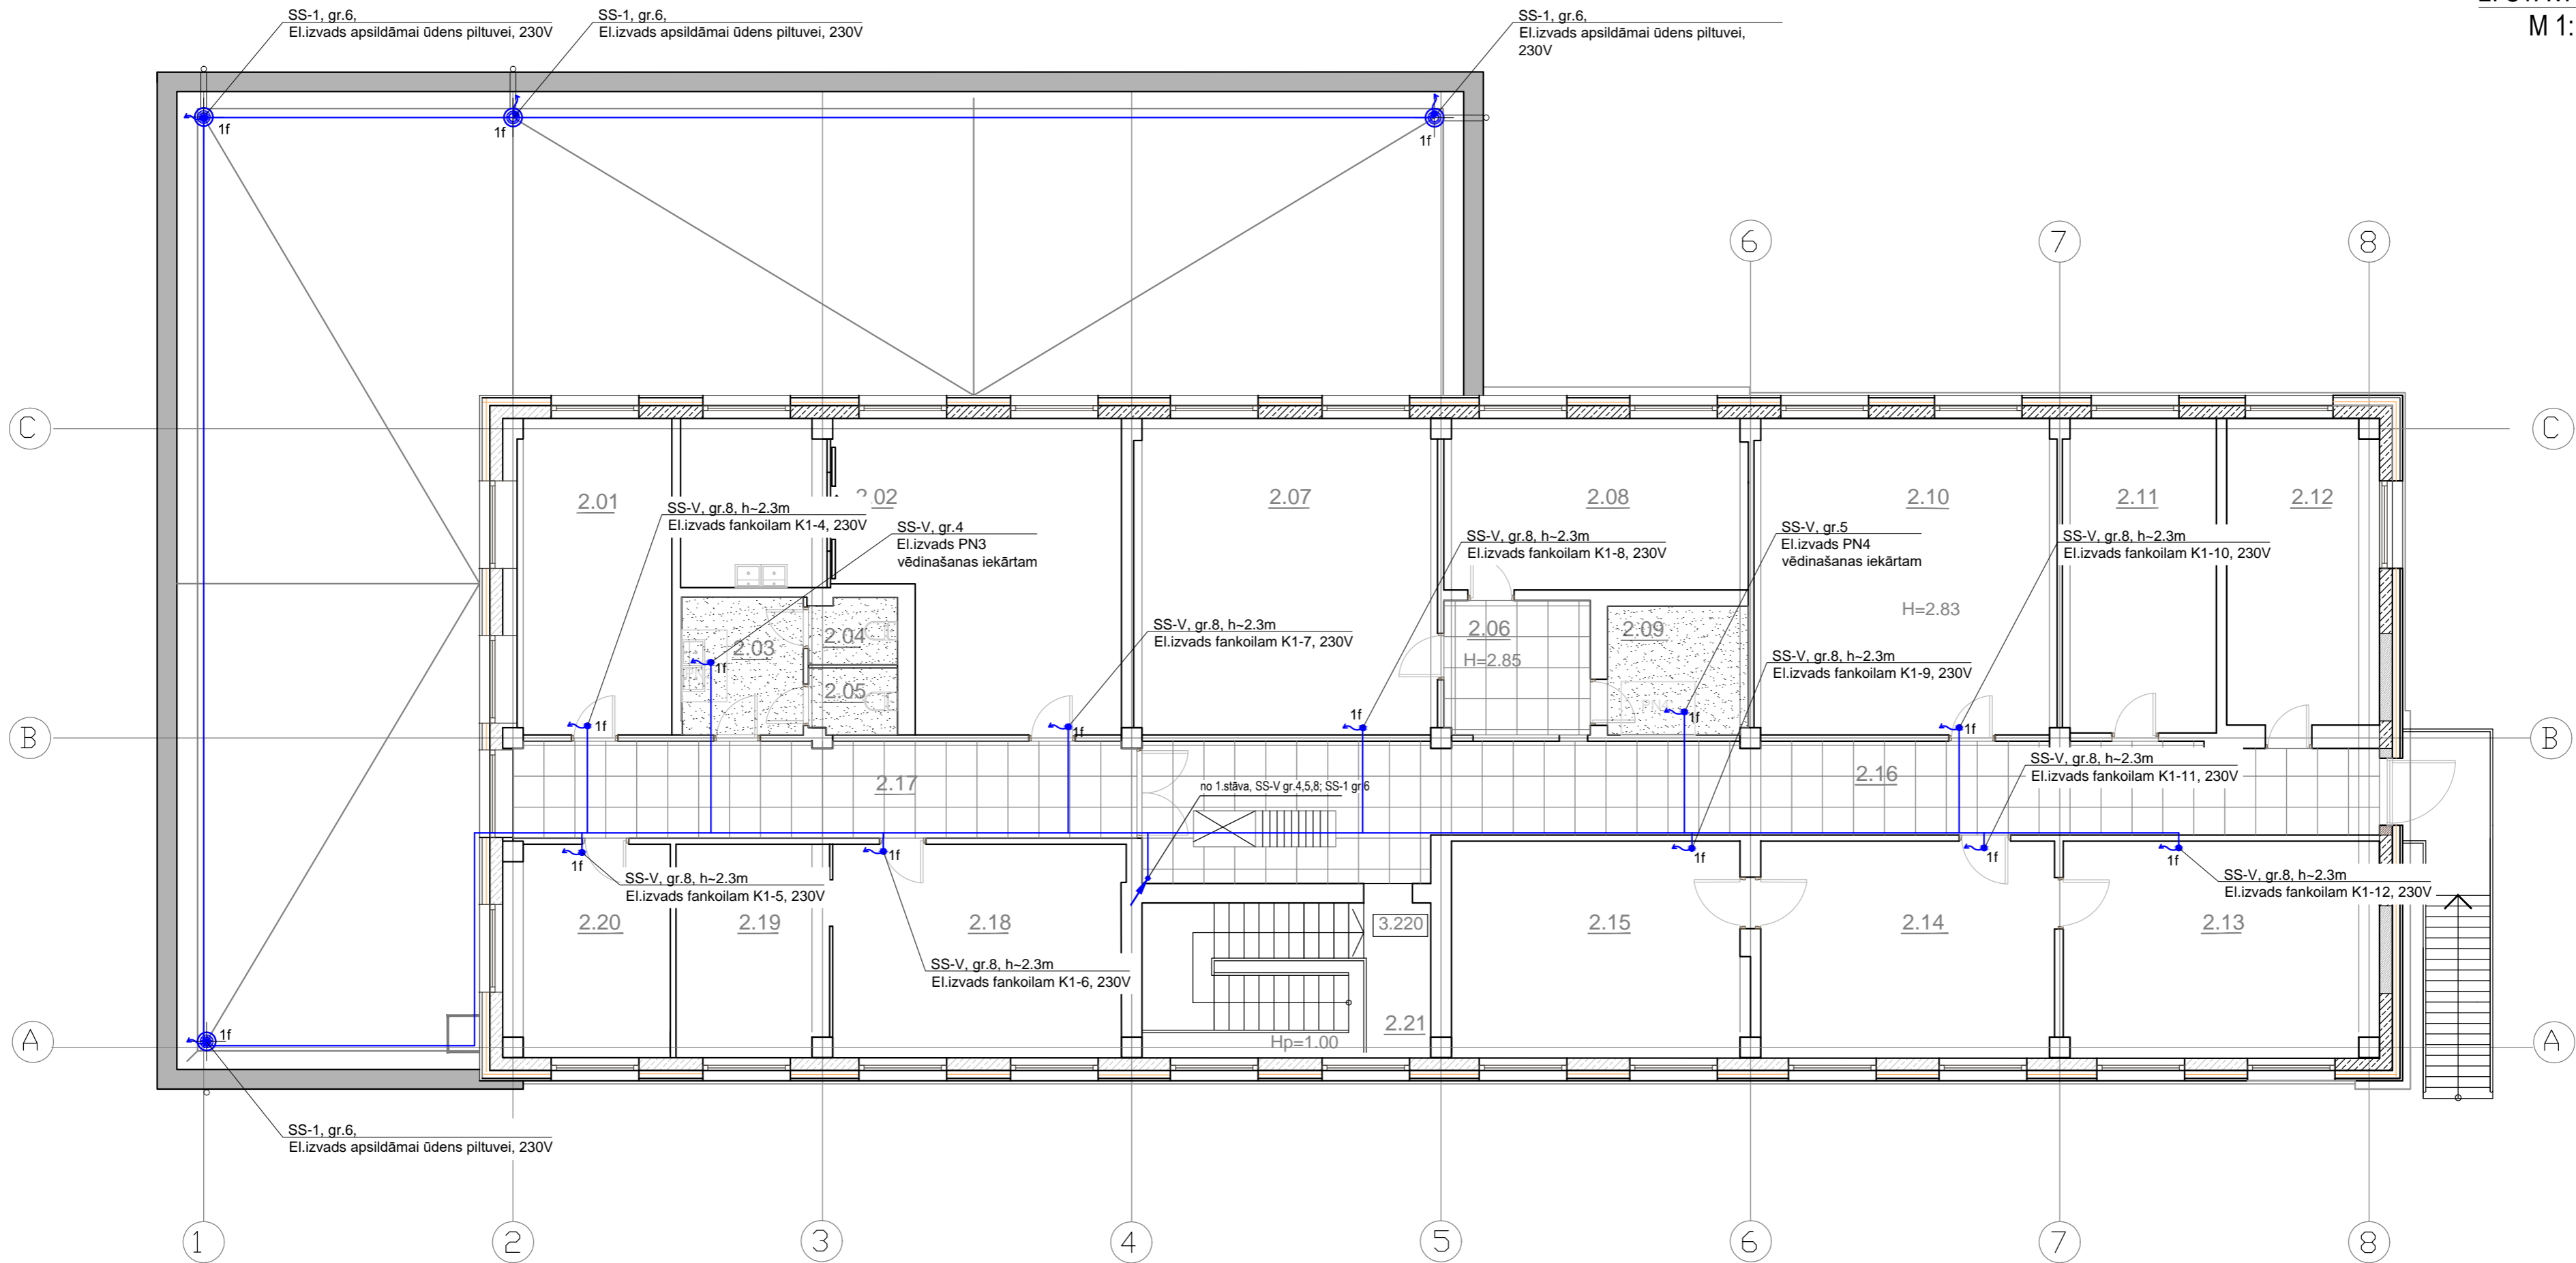 SS-1, gr.6,
El.izvads apsildāmai ūdens piltuvei, 230V
SS-1, gr.6,
El.izvads apsildāmai ūdens piltuvei, 230V
SS-1, gr.6,
El.izvads apsildāmai ūdens piltuvei,
230V
M 1:
1f
1f
1f
6
7
8
C
C
2.01
2.02
2.07
2.08
2.10
2.11
2.12
SS-V, gr.8, h~2.3m
El.izvads fankoilam K1-4, 230V
SS-V, gr.4
El.izvads PN3
vēdinašanas iekārtam
SS-V, gr.8, h~2.3m
El.izvads fankoilam K1-8, 230V
SS-V, gr.5
El.izvads PN4
vēdinašanas iekārtam
SS-V, gr.8, h~2.3m
El.izvads fankoilam K1-10, 230V
H=2.83
2.03
2.04
2.05
SS-V, gr.8, h~2.3m
El.izvads fankoilam K1-7, 230V
2.06
H=2.85
2.09
SS-V, gr.8, h~2.3m
El.izvads fankoilam K1-9, 230V
1f
1f
1f
1f
1f
1f
B
B
2.17
no 1.stāva, SS-V gr.4,5,8; SS-1 gr.6
2.16
SS-V, gr.8, h~2.3m
El.izvads fankoilam K1-11, 230V
1f
1f
1f
1f
1f
SS-V, gr.8, h~2.3m
El.izvads fankoilam K1-5, 230V
SS-V, gr.8, h~2.3m
El.izvads fankoilam K1-12, 230V
2.20
2.19
2.18
3.220
2.15
2.14
2.13
SS-V, gr.8, h~2.3m
El.izvads fankoilam K1-6, 230V
2.21
Hp=1.00
1f
A
A
SS-1, gr.6,
El.izvads apsildāmai ūdens piltuvei, 230V
1
2
3
4
5
6
7
8